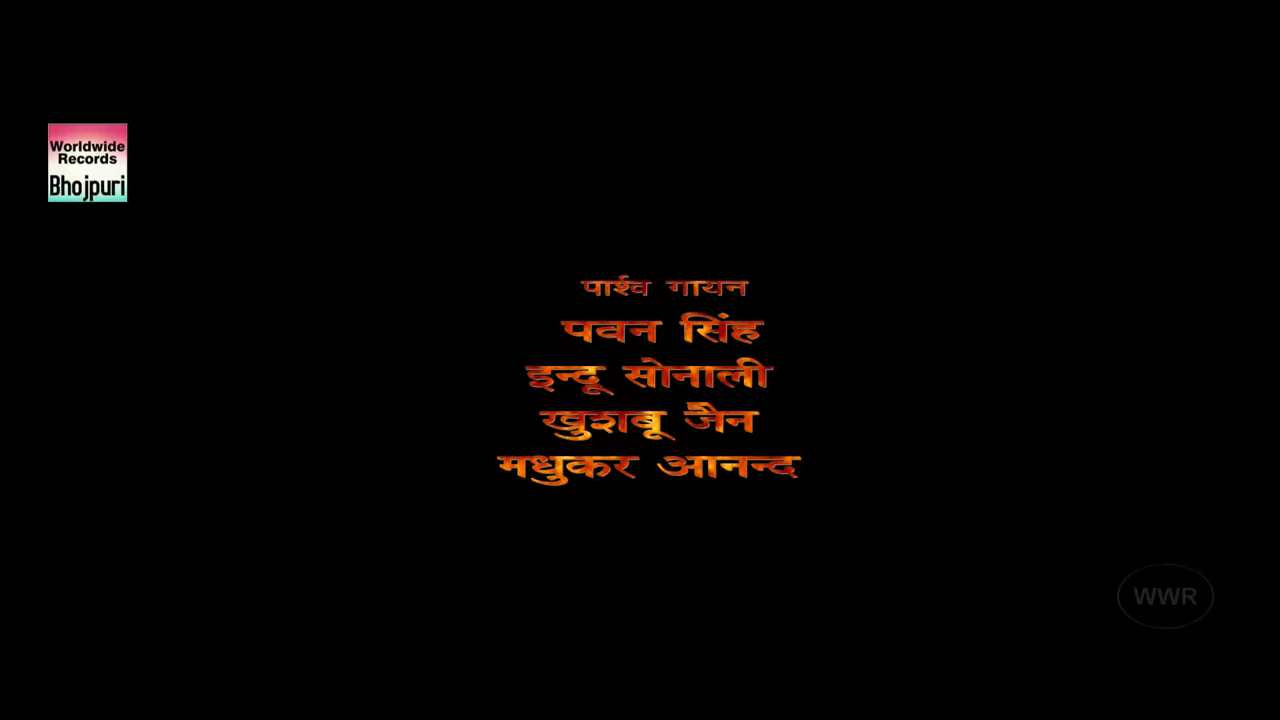 Worldwide
Records
Bhojpuri
पार्श्व गायन
पवन सिंह
इन्दू सोनाली
खुशबू जैन
मधुकर आनन्द
WWR